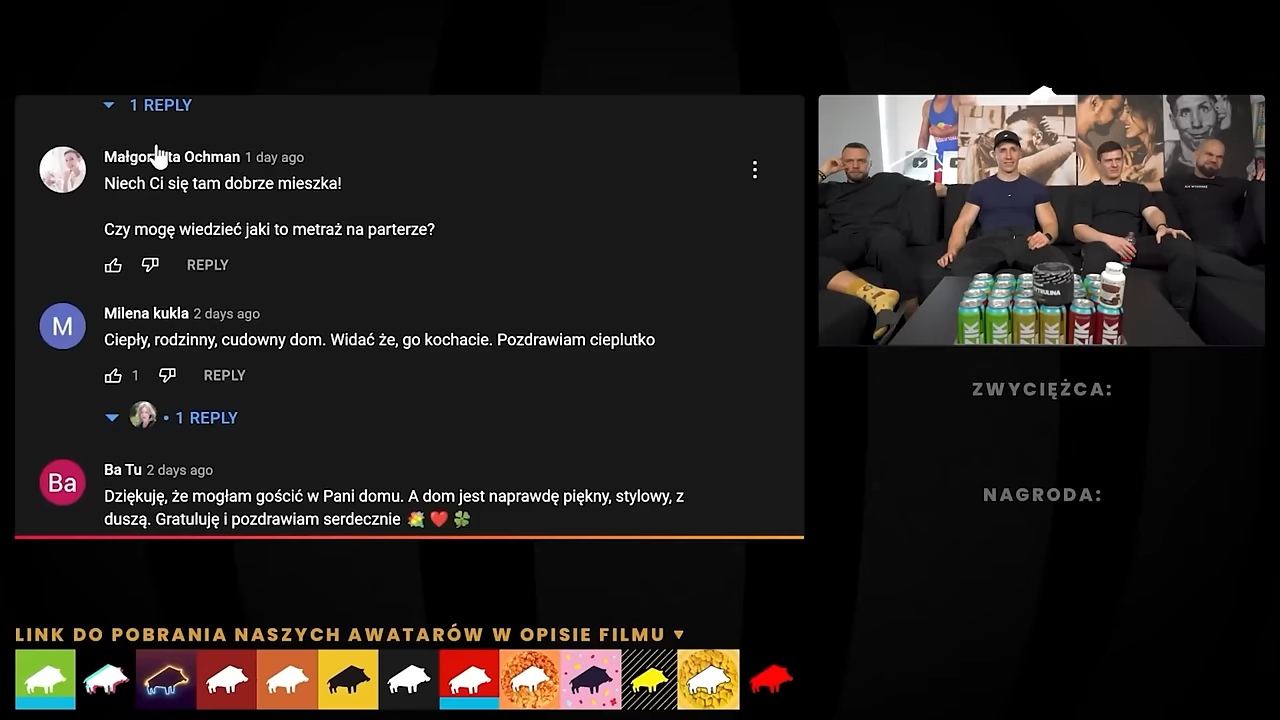 1 REPLY
Małgorzata Ochman 1 day ago
Niech Ci się tam dobrze mieszka!
Czy mogę wiedzieć jaki to metraż na parterze?
REPLY
M
Milena kukla 2 days ago
Ciepły, rodzinny, cudowny dom. Widać że, go kochacie. Pozdrawiam cieplutko
1 REPLY
• 1 REPLY
Ba
Ba Tu 2 days ago
Dziękuję, że mogłam gościć w Pani domu. A dom jest naprawdę piękny, stylowy, z
duszą. Gratuluję i pozdrawiam serdecznie 💐 ❤️ 🍀
ZWYCIĘZCA:
NAGRODA:
LINK DO POBRANIA NASZYCH AWATARÓW W OPISIE FILMU ▼